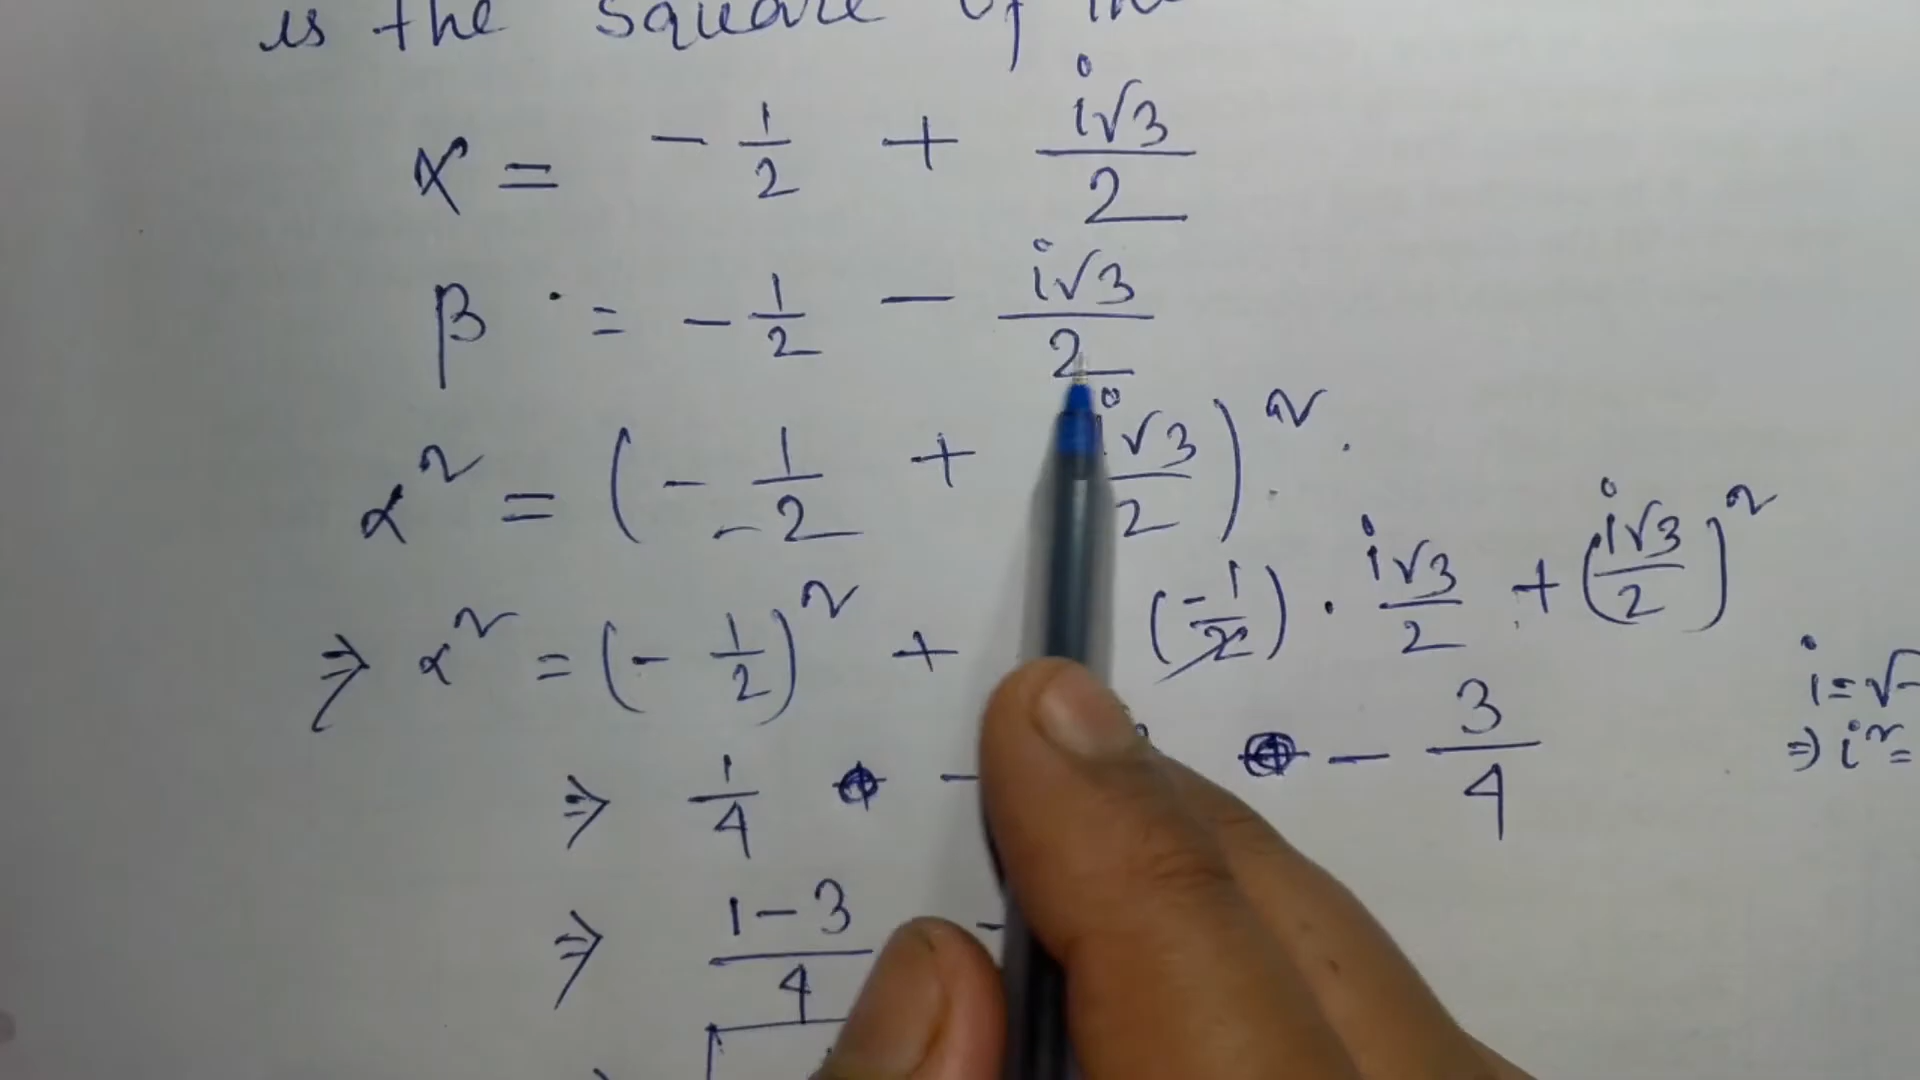 is the square of the
α = - 1/2 + i√3/2
β = - 1/2 - i√3/2
α² = (- 1/2 + i√3/2)².
⇒ α² = (- 1/2)² + (-1/2) · i√3/2 + (i√3/2)²
i = √-
⇒ 1/4 - - 3/4
⇒ i² =
⇒ (1-3)/4 -